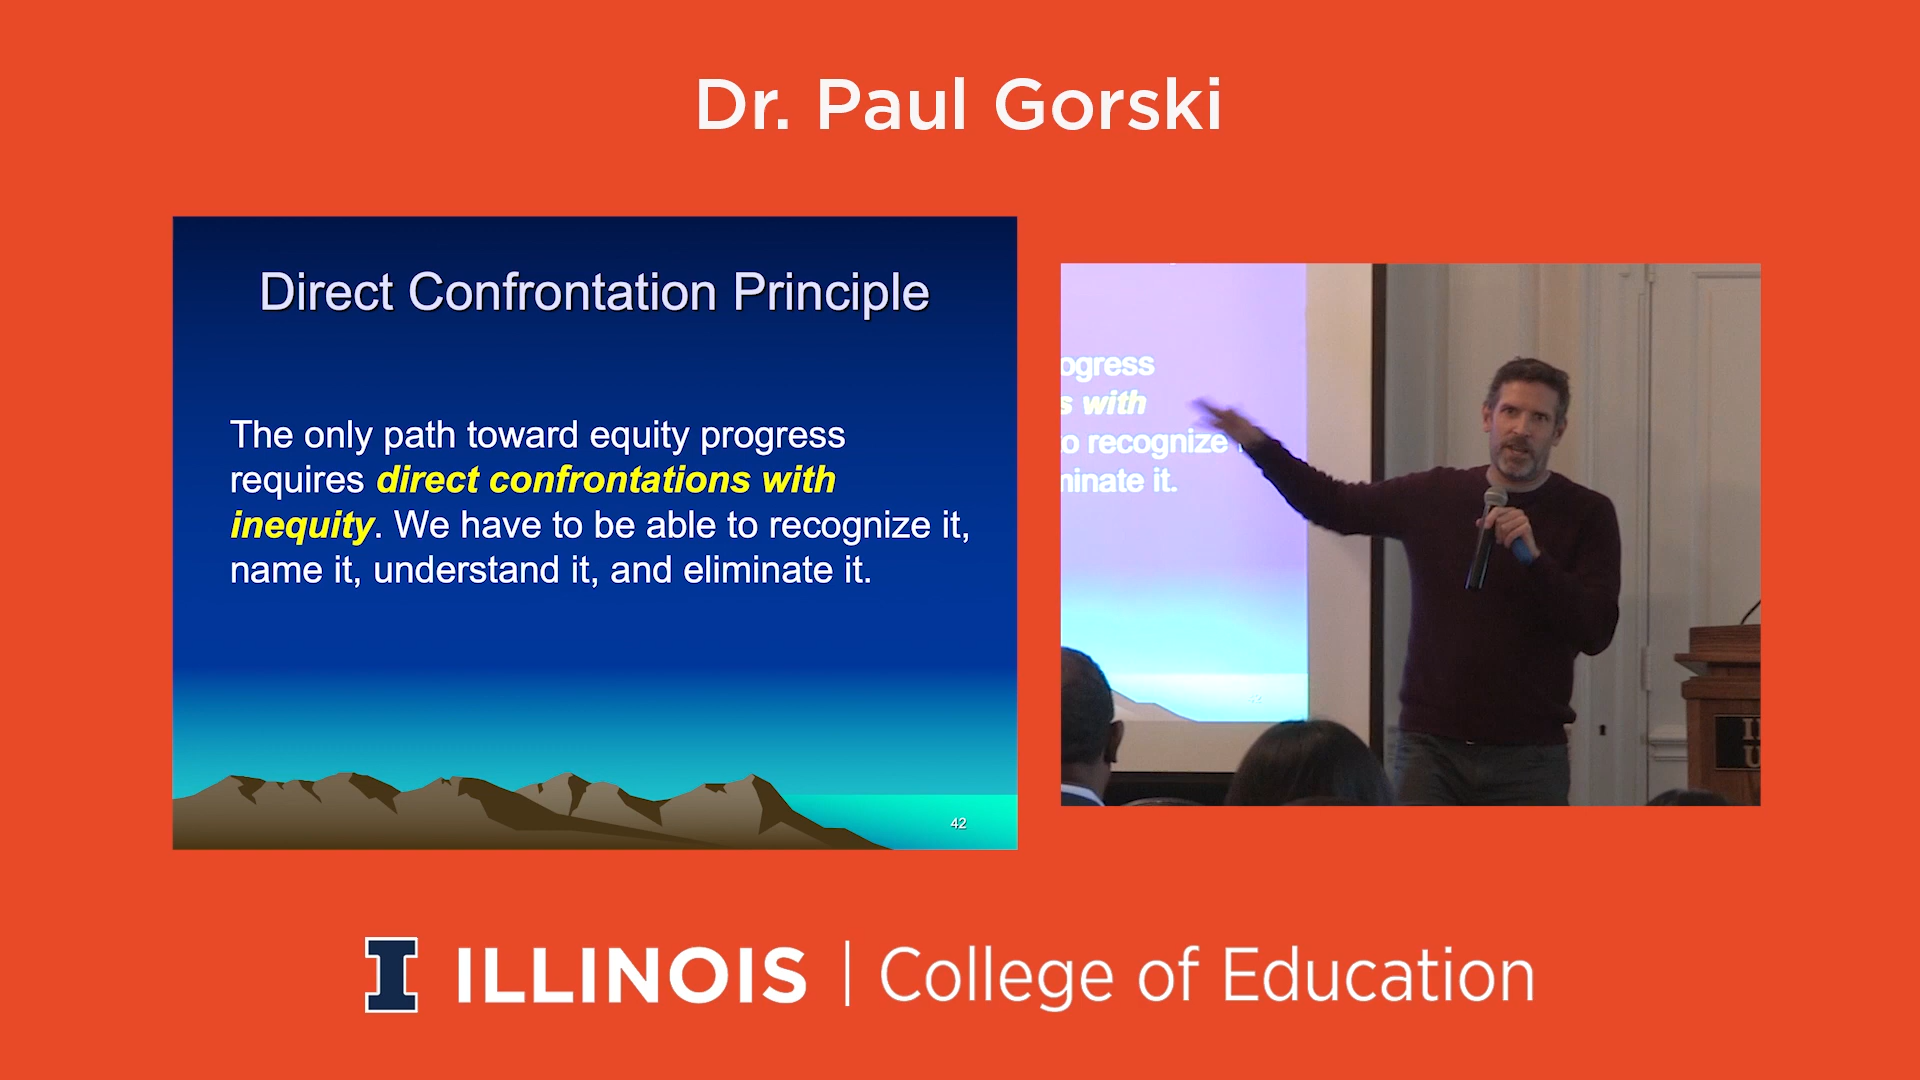 Dr. Paul Gorski
Direct Confrontation Principle
The only path toward equity progress
requires direct confrontations with
inequity. We have to be able to recognize it,
name it, understand it, and eliminate it.
42
ogress
s with
o recognize
minate it.
I ILLINOIS | College of Education